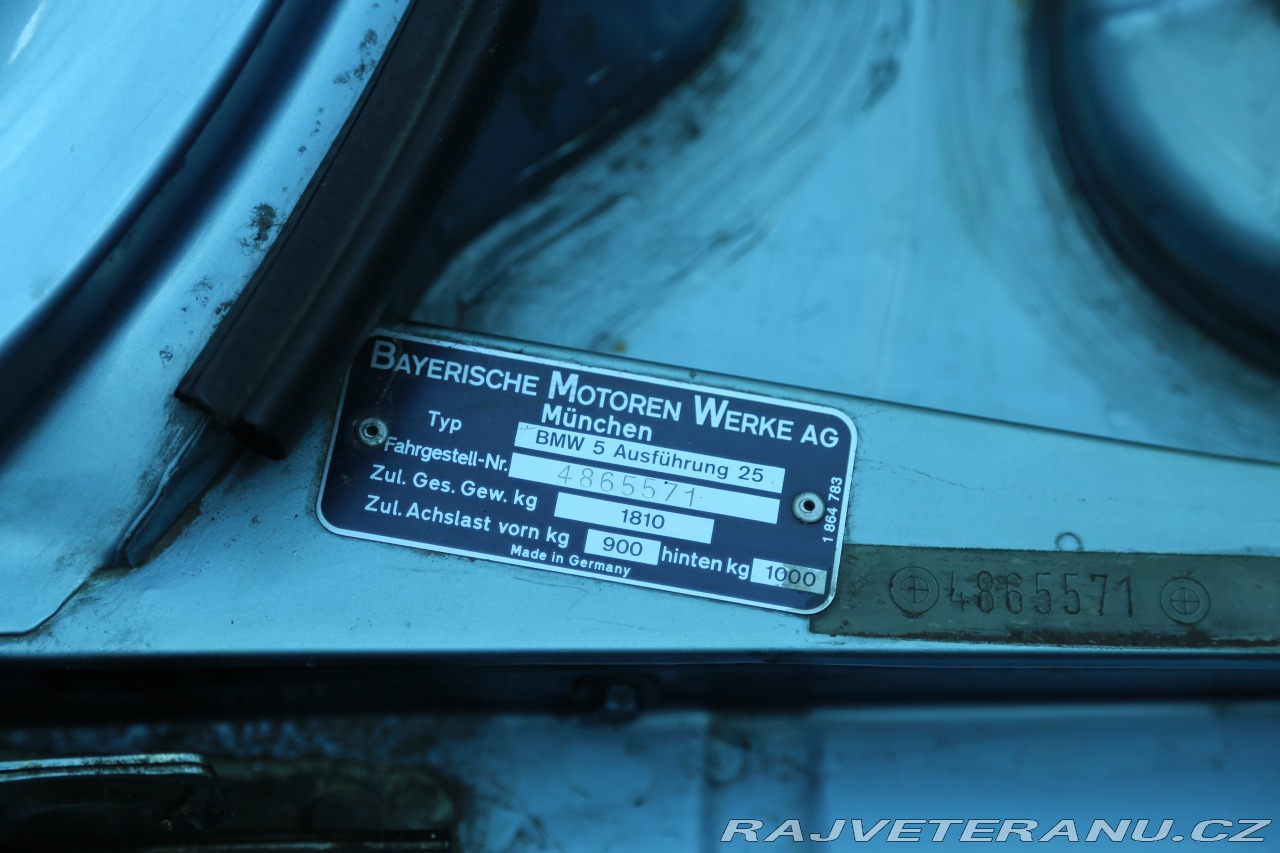 BAYERISCHE MOTOREN WERKE AG
München
Typ BMW 5 Ausführung 25
Fahrgestell-Nr. 4865571
Zul. Ges. Gew. kg 1810
Zul. Achslast vorn kg 900 hinten kg 1000
Made in Germany
1 864 783
4865571
RAJVETERANU.CZ